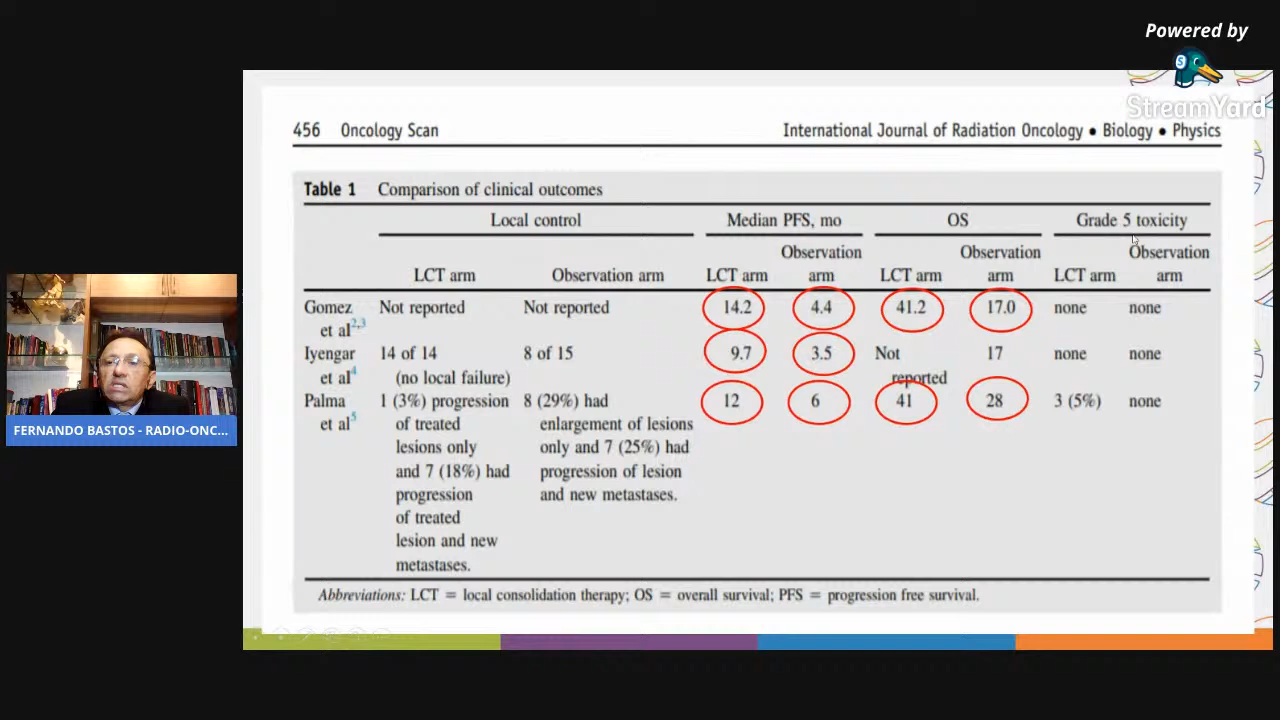 Powered by
S
StreamYard
456 Oncology Scan International Journal of Radiation Oncology • Biology • Physics
Table 1 Comparison of clinical outcomes
Local control Median PFS, mo OS Grade 5 toxicity
Observation Observation Observation
LCT arm Observation arm LCT arm arm LCT arm arm LCT arm arm
Gomez Not reported Not reported 14.2 4.4 41.2 17.0 none none
et al2,3
Iyengar 14 of 14 8 of 15 9.7 3.5 Not 17 none none
et al4 (no local failure) reported
Palma 1 (3%) progression 8 (29%) had 12 6 41 28 3 (5%) none
et al5 of treated enlargement of lesions
lesions only only and 7 (25%) had
and 7 (18%) had progression of lesion
progression and new metastases.
of treated
lesion and new
metastases.
Abbreviations: LCT = local consolidation therapy; OS = overall survival; PFS = progression free survival.
FERNANDO BASTOS - RADIO-ONC...